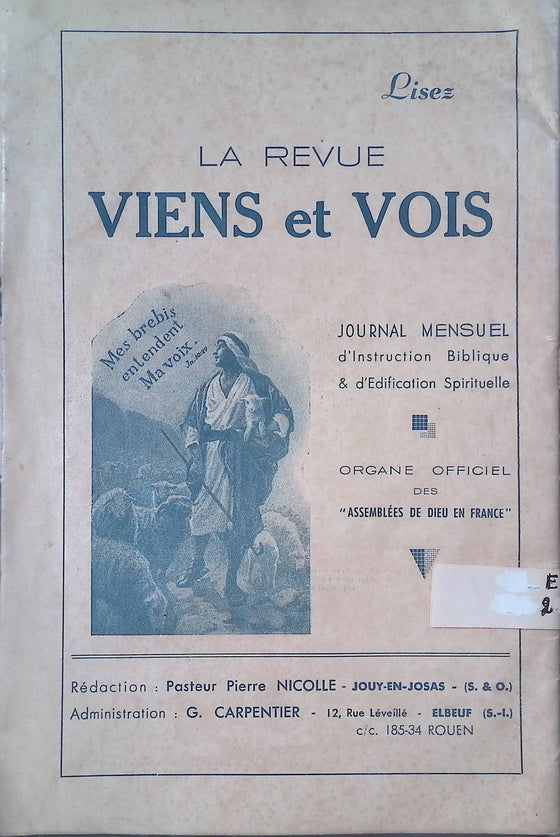 Lisez
LA REVUE
VIENS et VOIS
Mes brebis
entendent
Ma voix.
JOURNAL MENSUEL
d'Instruction Biblique
& d'Edification Spirituelle
ORGANE OFFICIEL
DES
"ASSEMBLÉES DE DIEU EN FRANCE"
E
2
Rédaction : Pasteur Pierre NICOLLE - JOUY-EN-JOSAS - (S. & O.)
Administration : G. CARPENTIER - 12, Rue Léveillé - ELBEUF (S.-I.)
c/c. 185-34 ROUEN